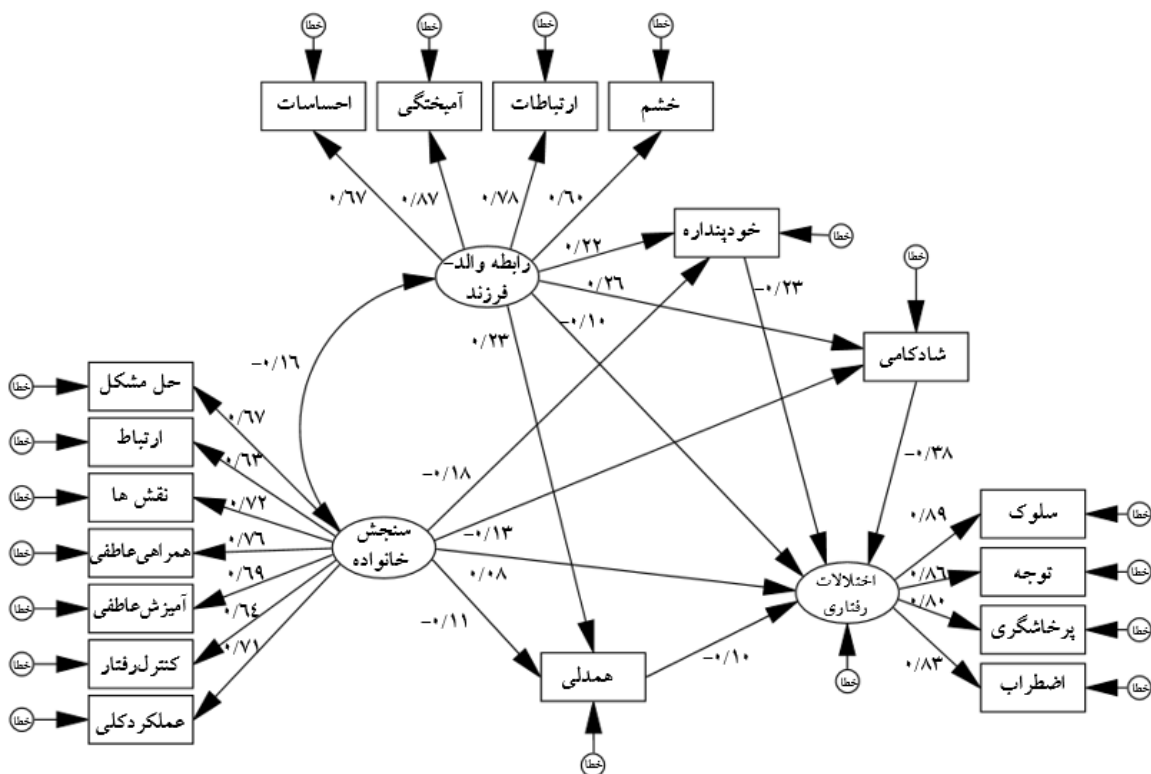 خطا
خطا
خطا
خطا
احساسات
آمیختگی
ارتباطات
خشم
۰/۶۷
۰/۸۷
۰/۷۸
۰/۶۰
خودپنداره
خطا
رابطه والد-
فرزند
۰/۲۲
۰/۲۶
-۰/۲۳
-۰/۱۰
۰/۲۳
خطا
شادکامی
-۰/۱۶
-۰/۳۸
خطا
حل مشکل
۰/۶۷
خطا
ارتباط
۰/۶۳
خطا
نقش ها
۰/۷۲
خطا
همراهی عاطفی
۰/۷۶
خطا
آمیزش عاطفی
۰/۶۹
خطا
کنترل رفتار
۰/۶۴
خطا
عملکرد کلی
۰/۷۱
سنجش
خانواده
-۰/۱۸
-۰/۱۳
۰/۰۸
-۰/۱۱
همدلی
خطا
-۰/۱۰
اختلالات
رفتاری
خطا
۰/۸۹
سلوک
خطا
۰/۸۶
توجه
خطا
۰/۸۰
پرخاشگری
خطا
۰/۸۳
اضطراب
خطا